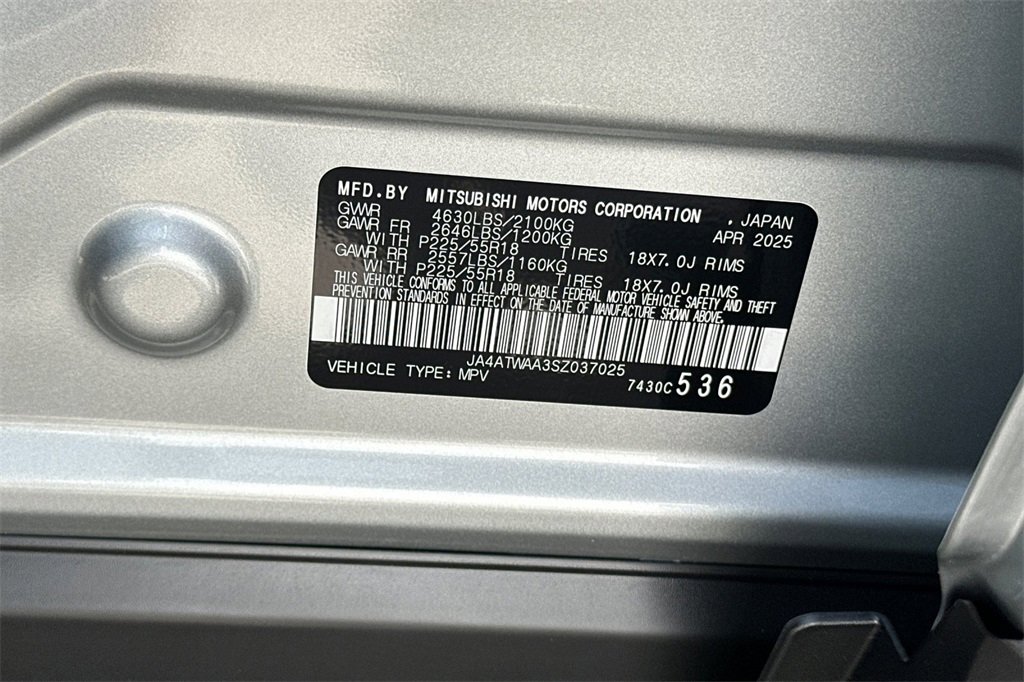 MFD.BY MITSUBISHI MOTORS CORPORATION , JAPAN
GVWR 4630LBS/2100KG APR 2025
GAWR FR 2646LBS/1200KG
WITH P225/55R18 TIRES 18X7.0J RIMS
GAWR RR 2557LBS/1160KG
WITH P225/55R18 TIRES 18X7.0J RIMS
THIS VEHICLE CONFORMS TO ALL APPLICABLE FEDERAL MOTOR VEHICLE SAFETY AND THEFT
PREVENTION STANDARDS IN EFFECT ON THE DATE OF MANUFACTURE SHOWN ABOVE.
JA4ATWAA3SZ037025
VEHICLE TYPE: MPV 7430C 536